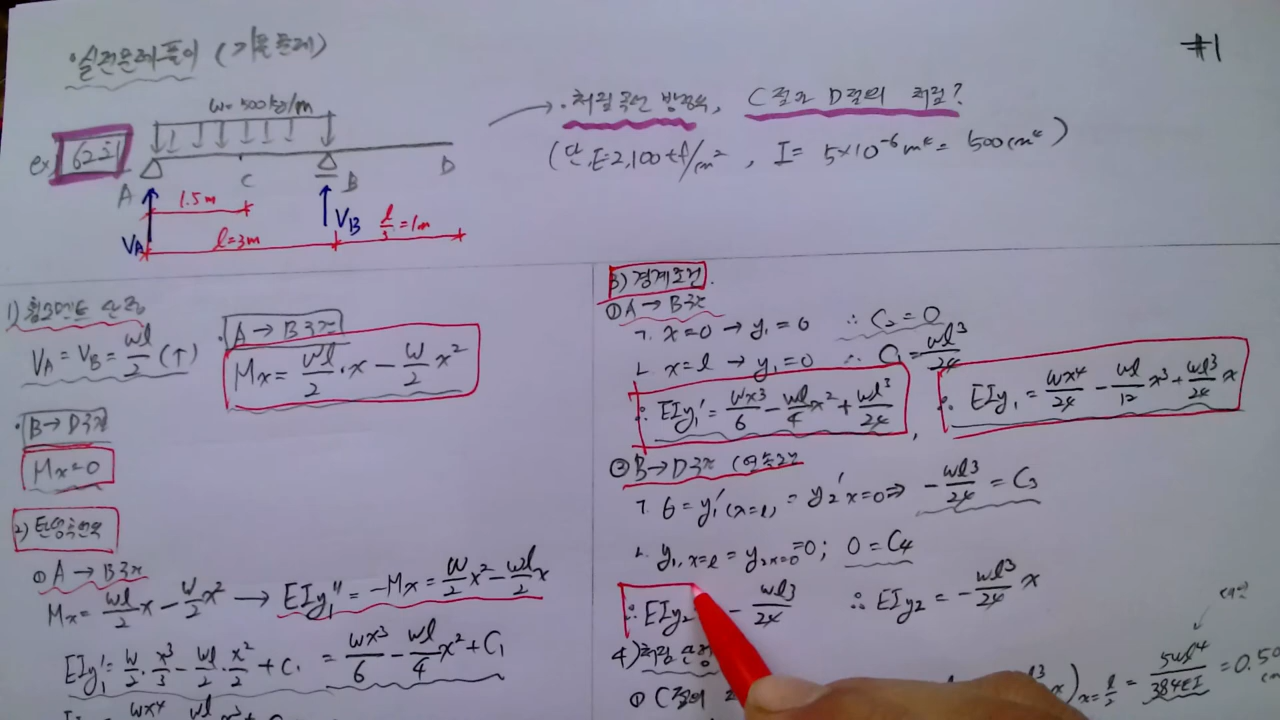 ·실전문제풀이 (기출문제)
#1
ex 62회
W=500kg/m
A
C
B
D
VA
VB
1.5m
l=3m
l/3=1m
·처짐곡선 방정식, C점과 D점의 처짐?
(단, E=2,100tf/cm², I= 5×10⁻⁶m⁴= 500cm⁴)
1) 휨모멘트 산정
VA = VB = wl/2 (↑)
·A→B구간
Mx= wl/2·x - w/2 x²
·B→D구간
Mx=0
2) 탄성곡선식
① A→B구간
Mx= wl/2 x - w/2 x² → EIy₁''= -Mx = w/2 x² - wl/2 x
EIy₁'= w/2·x³/3 - wl/2·x²/2 + C₁ = wx³/6 - wl/4 x² + C₁
3) 경계조건.
① A→B구간
ㄱ. x=0 → y₁=0 ∴ C₂=0
ㄴ x=l → y₁=0 ∴ C₁= wl³/24
∴ EIy₁'= wx³/6 - wl/4 x² + wl³/24 , ∴ EIy₁= wx⁴/24 - wl/12 x³ + wl³/24 x
② B→D구간 (연속조건
ㄱ. θ=y₁'(x=l) = y₂' x=0 ⇒ -wl³/24 = C₃
ㄴ. y₁, x=l = y₂ x=0 =0; 0=C₄
∴ EIy₂ - wl³/24 ∴ EIy₂ = -wl³/24 x
4) 처짐 산정
① C점의
x)x=l/2 = 5wl⁴/384EI =0.50